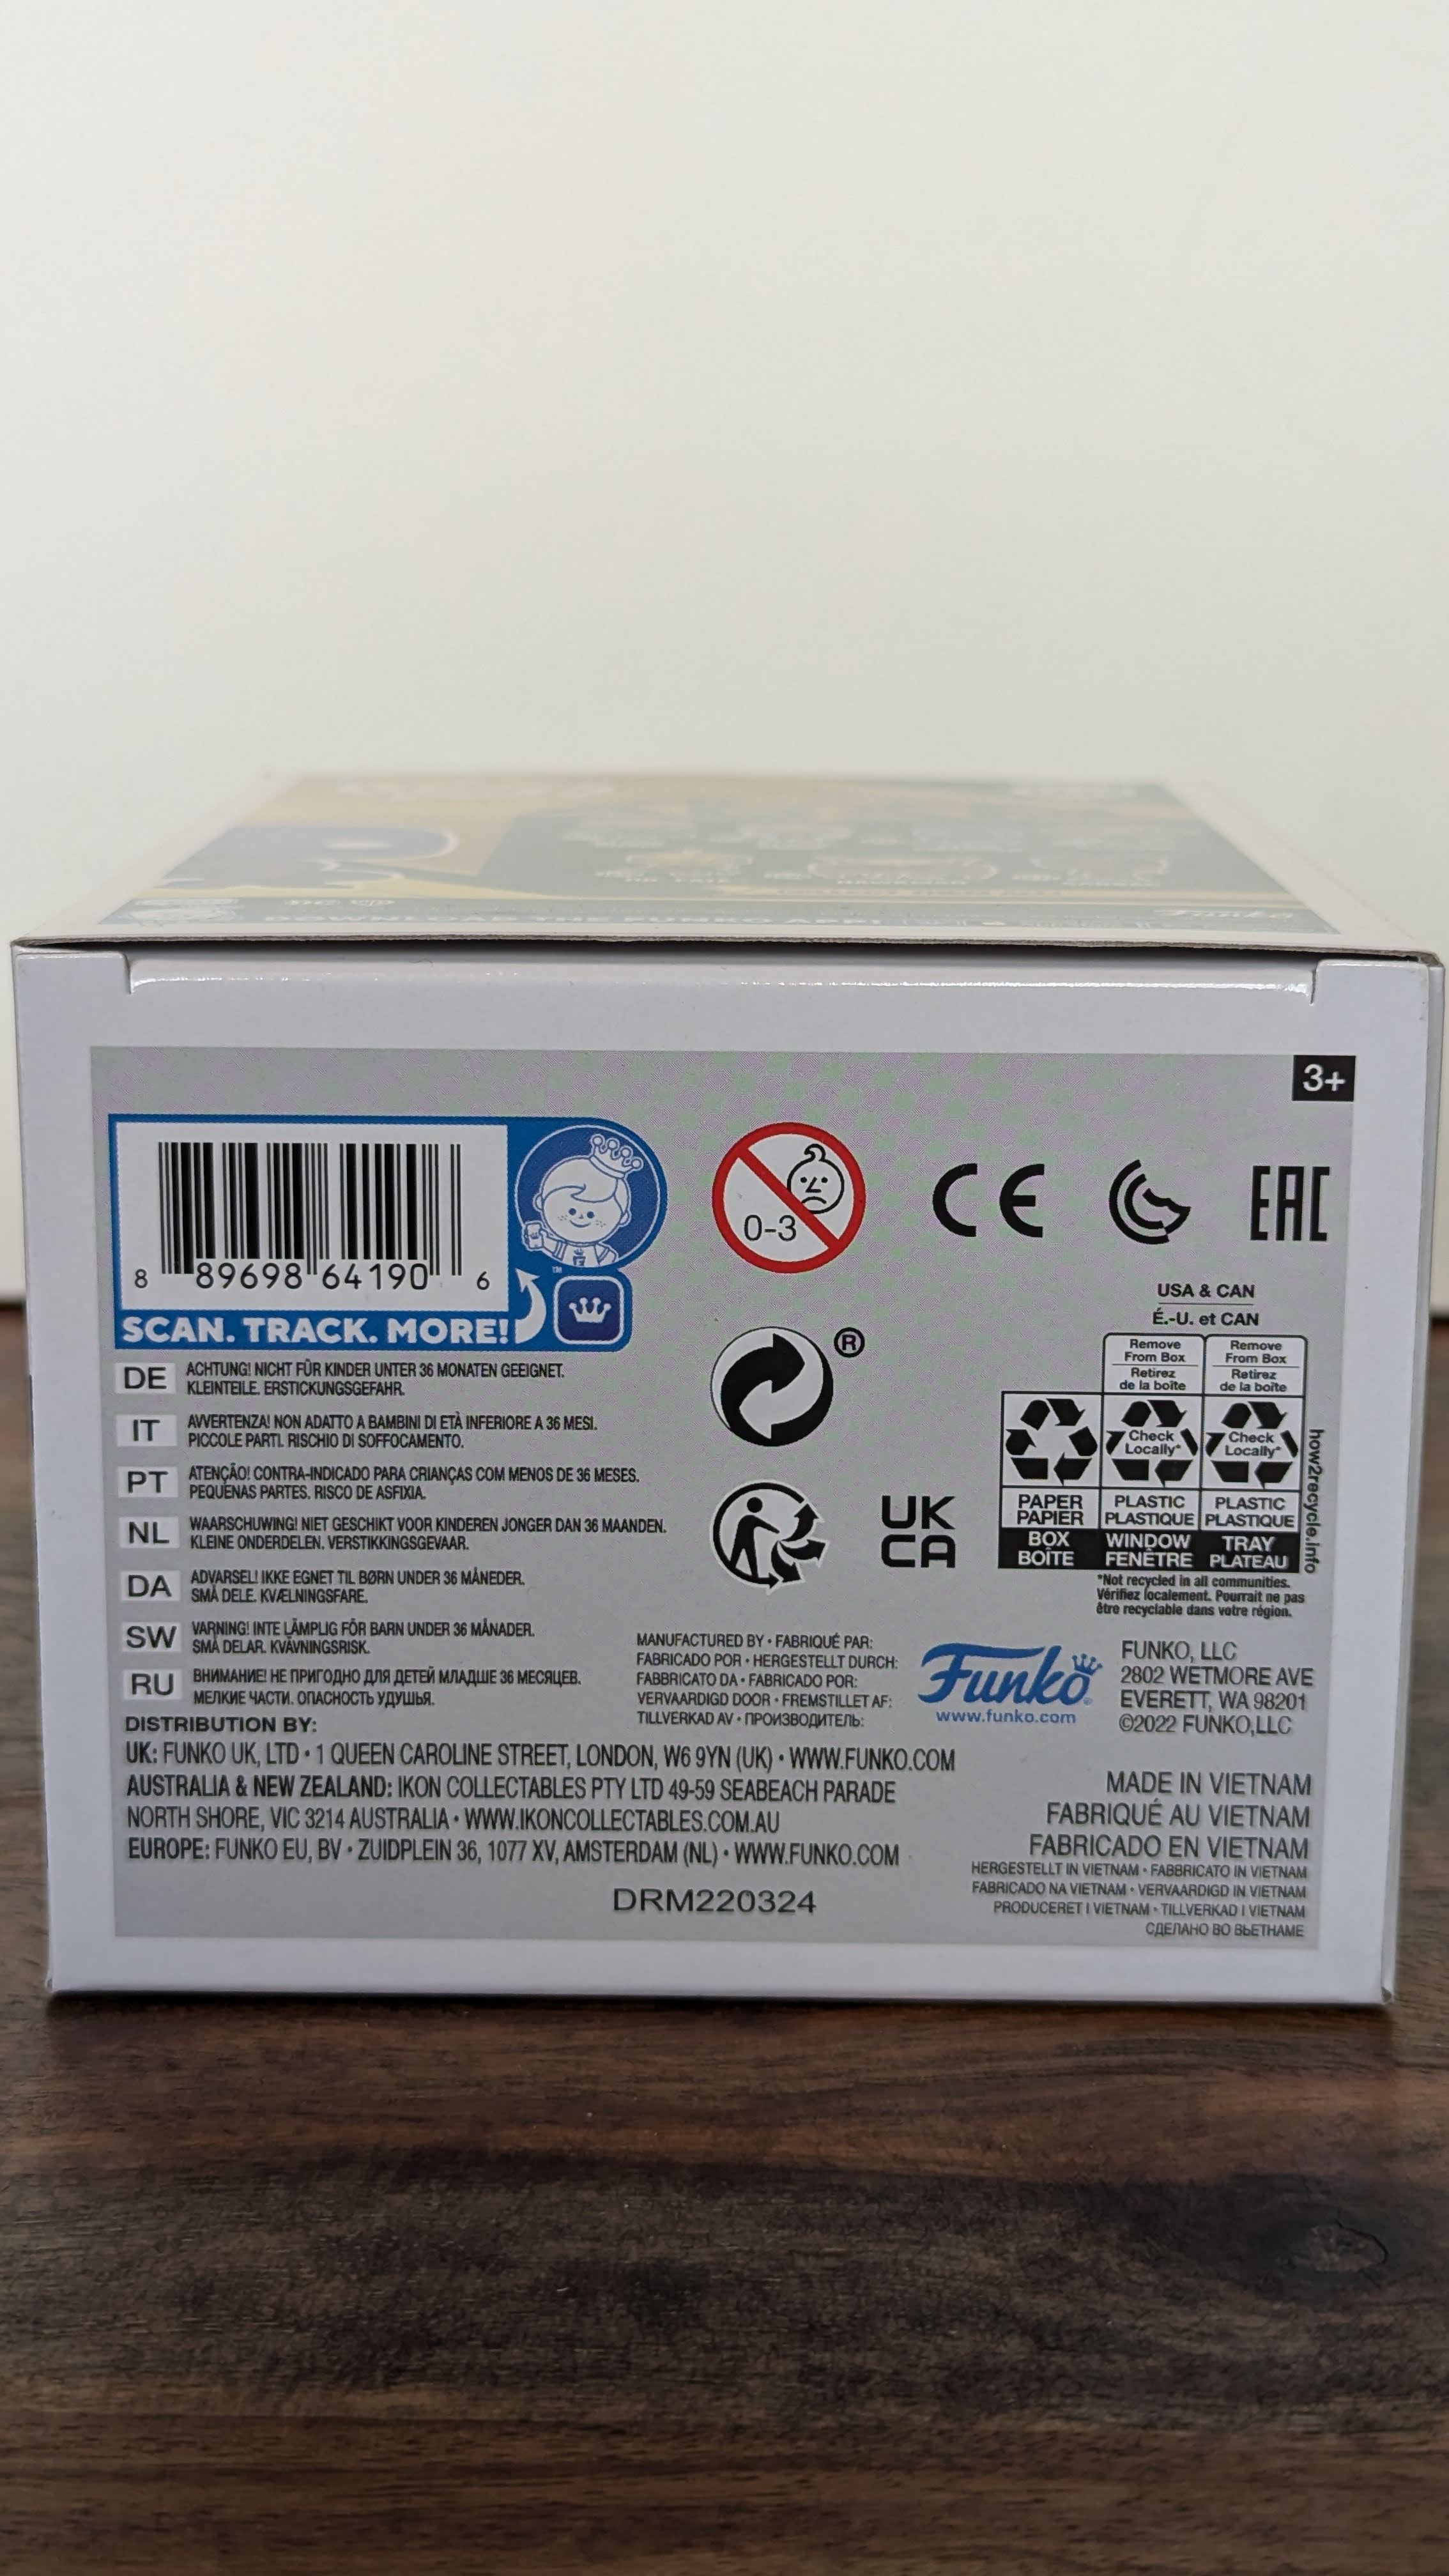 DOWNLOAD THE FUNKO APP!
Funko
3+
8 89698 64190 6
SCAN. TRACK. MORE!
™
0-3
CE
EAC
USA & CAN
É.-U. et CAN
Remove
From Box
Retirez
de la boîte
Remove
From Box
Retirez
de la boîte
Check
Locally*
Check
Locally*
PAPER
PAPIER
BOX
BOÎTE
PLASTIC
PLASTIQUE
WINDOW
FENÊTRE
PLASTIC
PLASTIQUE
TRAY
PLATEAU
how2recycle.info
*Not recycled in all communities.
Vérifiez localement. Pourrait ne pas
être recyclable dans votre région.
®
UK
CA
DE ACHTUNG! NICHT FÜR KINDER UNTER 36 MONATEN GEEIGNET.
KLEINTEILE. ERSTICKUNGSGEFAHR.
IT AVVERTENZA! NON ADATTO A BAMBINI DI ETÀ INFERIORE A 36 MESI.
PICCOLE PARTI. RISCHIO DI SOFFOCAMENTO.
PT ATENÇÃO! CONTRA-INDICADO PARA CRIANÇAS COM MENOS DE 36 MESES.
PEQUENAS PARTES. RISCO DE ASFIXIA.
NL WAARSCHUWING! NIET GESCHIKT VOOR KINDEREN JONGER DAN 36 MAANDEN.
KLEINE ONDERDELEN. VERSTIKKINGSGEVAAR.
DA ADVARSEL! IKKE EGNET TIL BØRN UNDER 36 MÅNEDER.
SMÅ DELE. KVÆLNINGSFARE.
SW VARNING! INTE LÄMPLIG FÖR BARN UNDER 36 MÅNADER.
SMÅ DELAR. KVÄVNINGSRISK.
RU ВНИМАНИЕ! НЕ ПРИГОДНО ДЛЯ ДЕТЕЙ МЛАДШЕ 36 МЕСЯЦЕВ.
МЕЛКИЕ ЧАСТИ. ОПАСНОСТЬ УДУШЬЯ.
MANUFACTURED BY • FABRIQUÉ PAR:
FABRICADO POR • HERGESTELLT DURCH:
FABBRICATO DA • FABRICADO POR:
VERVAARDIGD DOOR • FREMSTILLET AF:
TILLVERKAD AV • ПРОИЗВОДИТЕЛЬ:
Funko®
www.funko.com
FUNKO, LLC
2802 WETMORE AVE
EVERETT, WA 98201
©2022 FUNKO,LLC
DISTRIBUTION BY:
UK: FUNKO UK, LTD • 1 QUEEN CAROLINE STREET, LONDON, W6 9YN (UK) • WWW.FUNKO.COM
AUSTRALIA & NEW ZEALAND: IKON COLLECTABLES PTY LTD 49-59 SEABEACH PARADE
NORTH SHORE, VIC 3214 AUSTRALIA • WWW.IKONCOLLECTABLES.COM.AU
EUROPE: FUNKO EU, BV • ZUIDPLEIN 36, 1077 XV, AMSTERDAM (NL) • WWW.FUNKO.COM
DRM220324
MADE IN VIETNAM
FABRIQUÉ AU VIETNAM
FABRICADO EN VIETNAM
HERGESTELLT IN VIETNAM • FABBRICATO IN VIETNAM
FABRICADO NA VIETNAM • VERVAARDIGD IN VIETNAM
PRODUCERET I VIETNAM • TILLVERKAD I VIETNAM
СДЕЛАНО ВО ВЬЕТНАМЕ